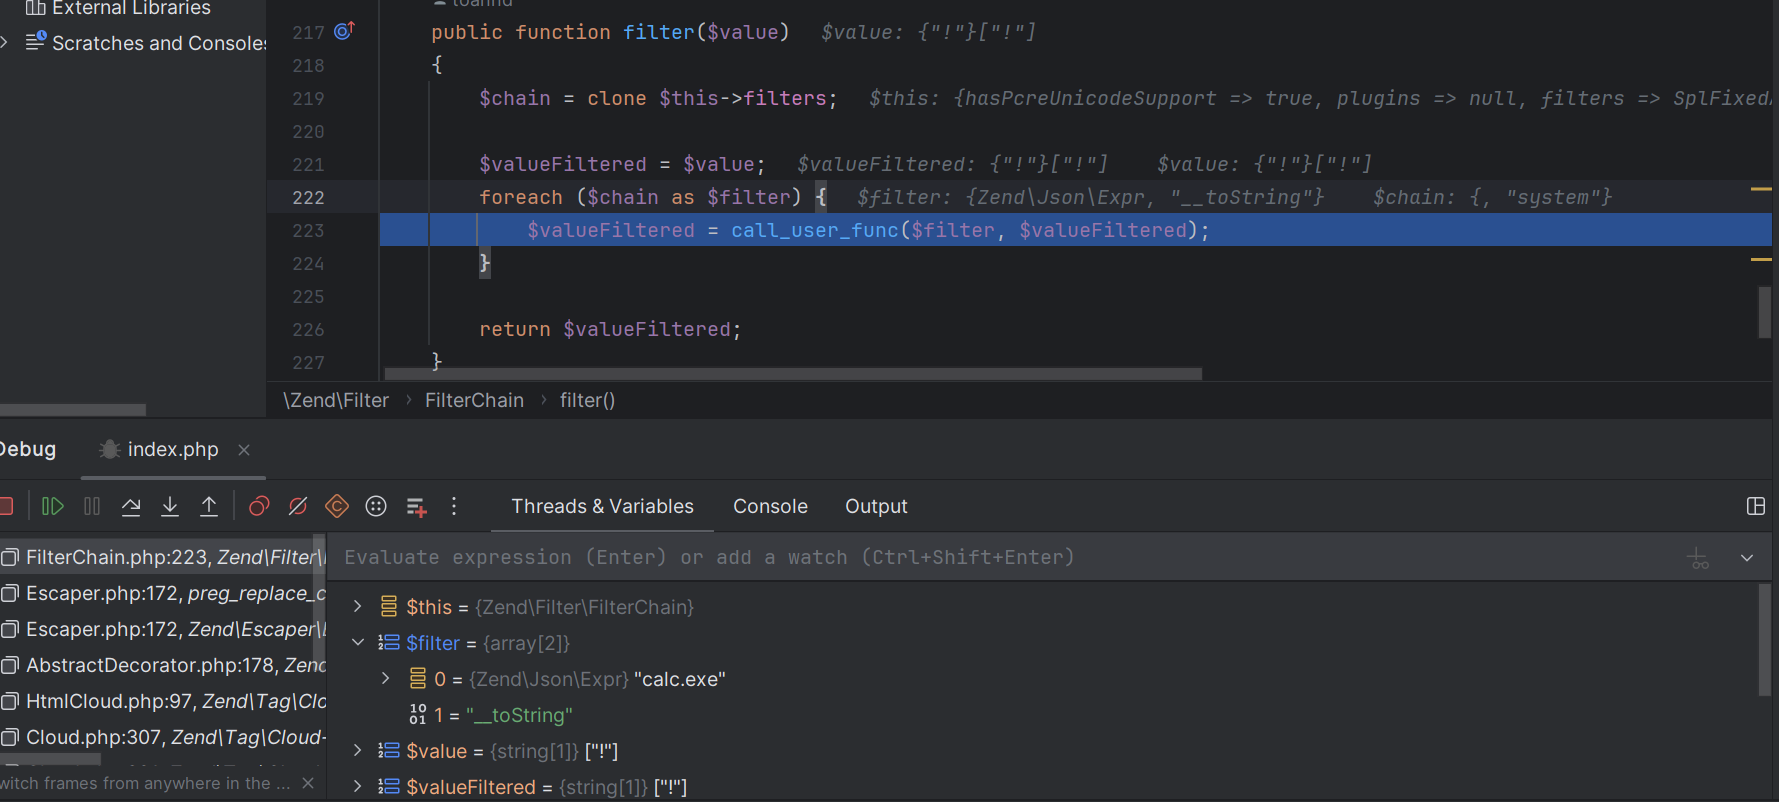 External Libraries
Scratches and Consoles
217 public function filter($value) $value: {"!"}["!"]
218 {
219 $chain = clone $this->filters; $this: {hasPcreUnicodeSupport => true, plugins => null, filters => SplFixedA
220
221 $valueFiltered = $value; $valueFiltered: {"!"}["!"] $value: {"!"}["!"]
222 foreach ($chain as $filter) { $filter: {Zend\Json\Expr, "__toString"} $chain: {, "system"}
223 $valueFiltered = call_user_func($filter, $valueFiltered);
224 }
225
226 return $valueFiltered;
227 }
\Zend\Filter > FilterChain > filter()
Debug index.php ×
Threads & Variables Console Output
FilterChain.php:223, Zend\Filter\
Escaper.php:172, preg_replace_c
Escaper.php:172, Zend\Escaper\
AbstractDecorator.php:178, Zend
HtmlCloud.php:97, Zend\Tag\Clo
Cloud.php:307, Zend\Tag\Cloud-
witch frames from anywhere in the ... ×
Evaluate expression (Enter) or add a watch (Ctrl+Shift+Enter)
$this = {Zend\Filter\FilterChain}
$filter = {array[2]}
0 = {Zend\Json\Expr} "calc.exe"
1 = "__toString"
$value = {string[1]} ["!"]
$valueFiltered = {string[1]} ["!"]